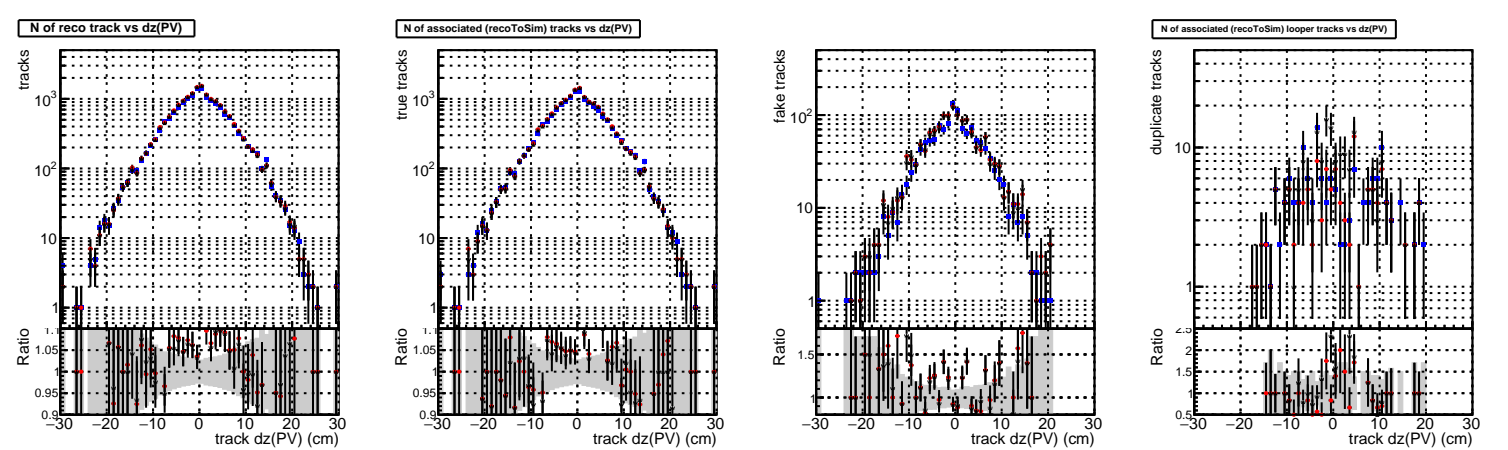 N of reco track vs dz(PV)
tracks
10³
10²
10
1
Ratio
1.1
1.05
1
0.95
0.9
−30 −20 −10 0 10 20 30
track dz(PV) (cm)
N of associated (recoToSim) tracks vs dz(PV)
true tracks
10³
10²
10
1
Ratio
1.1
1.05
1
0.95
0.9
−30 −20 −10 0 10 20 30
track dz(PV) (cm)
fake tracks
10²
10
1
Ratio
1.5
1
−30 −20 −10 0 10 20 30
track dz(PV) (cm)
N of associated (recoToSim) looper tracks vs dz(PV)
duplicate tracks
10
1
Ratio
2.5
2
1.5
1
0.5
−30 −20 −10 0 10 20 30
track dz(PV) (cm)